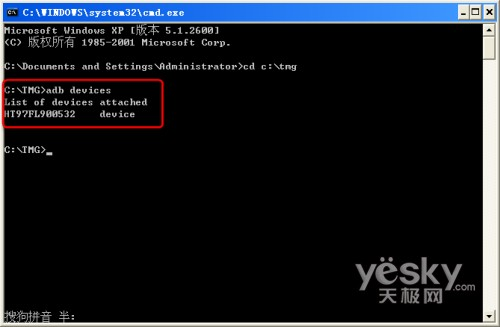 C:\WINDOWS\system32\cmd.exe
Microsoft Windows XP [版本 5.1.2600]
(C) 版权所有 1985-2001 Microsoft Corp.
C:\Documents and Settings\Administrator>cd c:\tmg
C:\TMG>adb devices
List of devices attached
HT97FL900532    device
C:\TMG>_
yesky
天极网
搜狗拼音 半: